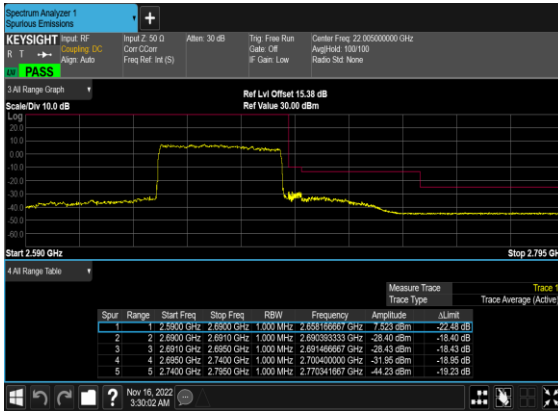 Spectrum Analyzer 1
Spurious Emissions
KEYSIGHT Input: RF Input Z: 50 Ω Atten: 30 dB Trig: Free Run Center Freq: 22.005000000 GHz
R T Coupling: DC Corr CCorr Gate: Off Avg|Hold: 100/100
Align: Auto Freq Ref: Int (S) IF Gain: Low Radio Std: None
LXI PASS
3 All Range Graph
Ref Lvl Offset 15.38 dB
Scale/Div 10.0 dB Ref Value 30.00 dBm
Log
20.0
10.0
0.00
-10.0
-20.0
-30.0
-40.0
-50.0
-60.0
Start 2.590 GHz Stop 2.795 GH
4 All Range Table
Measure Trace Trace 1
Trace Type Trace Average (Active)
Spur Range Start Freq Stop Freq RBW Frequency Amplitude ΔLimit
1 1 2.5900 GHz 2.6900 GHz 1.000 MHz 2.658166667 GHz 7.523 dBm -22.48 dB
2 2 2.6900 GHz 2.6910 GHz 1.000 MHz 2.690393333 GHz -28.40 dBm -18.40 dB
3 3 2.6910 GHz 2.6950 GHz 1.000 MHz 2.691466667 GHz -28.43 dBm -18.43 dB
4 4 2.6950 GHz 2.7400 GHz 1.000 MHz 2.700400000 GHz -31.95 dBm -18.95 dB
5 5 2.7400 GHz 2.7950 GHz 1.000 MHz 2.770341667 GHz -44.23 dBm -19.23 dB
? Nov 16, 2022
3:30:02 AM